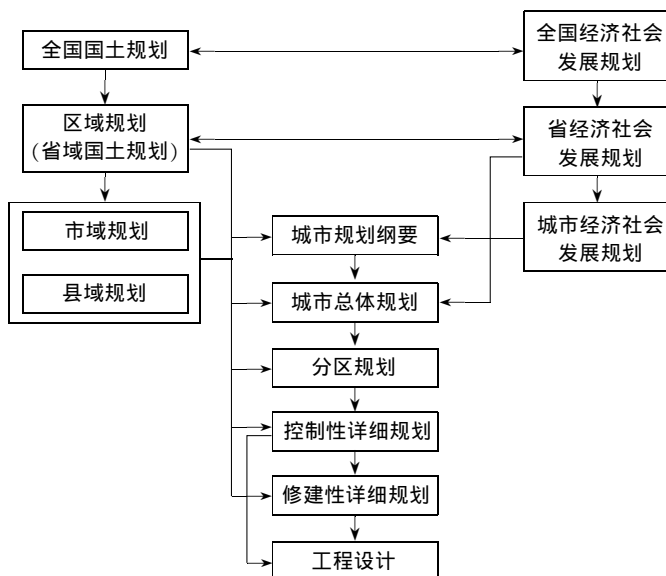 全国国土规划
全国经济社会
发展规划
区域规划
(省域国土规划)
省经济社会
发展规划
市域规划
县域规划
城市规划纲要
城市经济社会
发展规划
城市总体规划
分区规划
控制性详细规划
修建性详细规划
工程设计